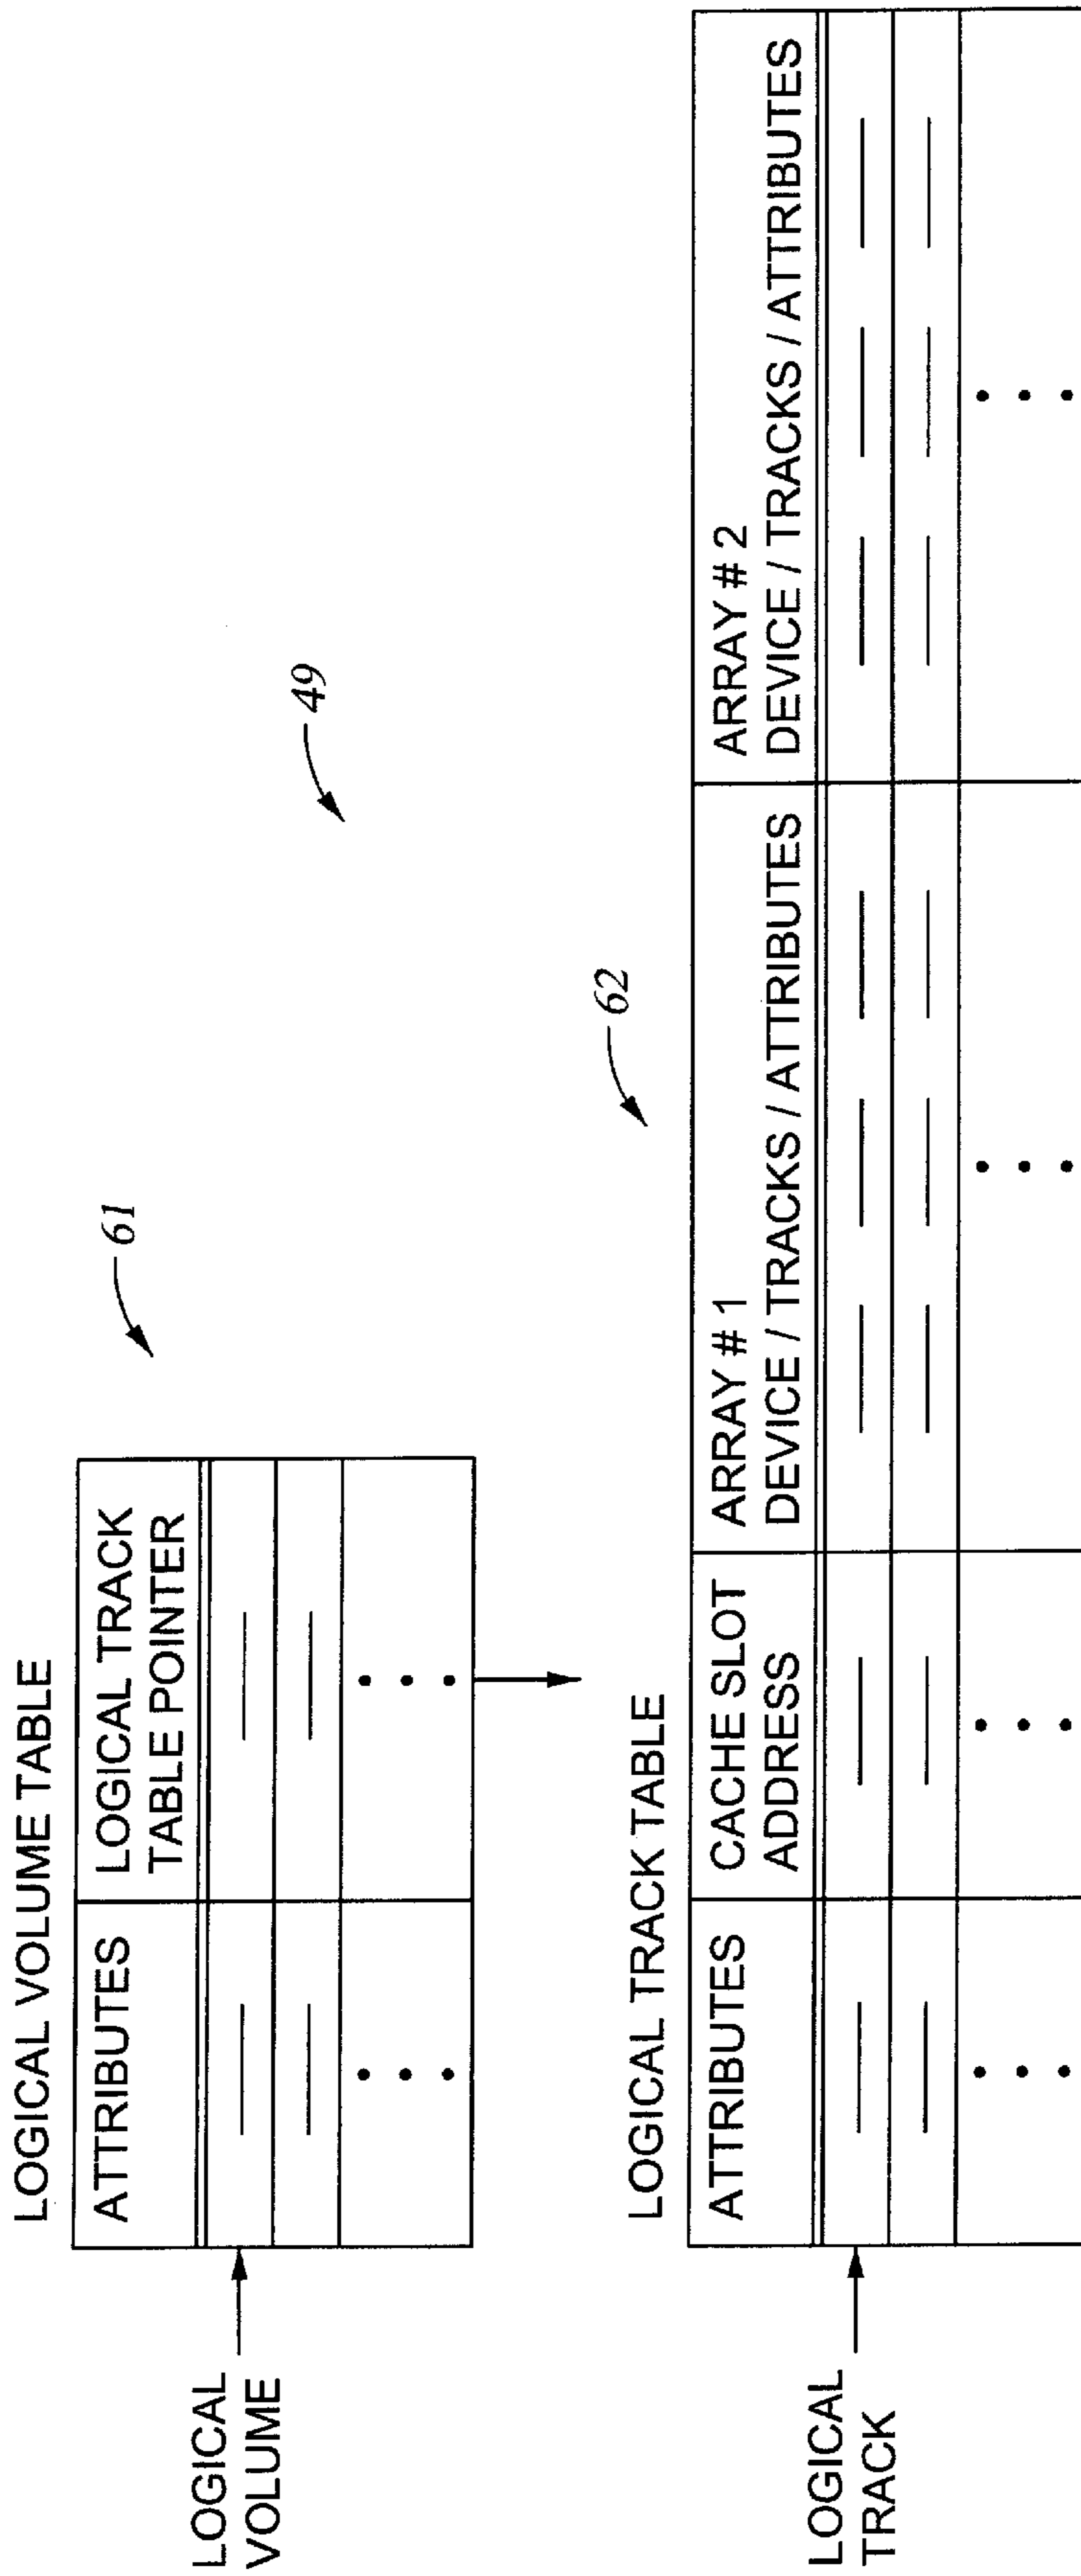 LOGICAL VOLUME TABLE
61
LOGICAL
VOLUME
ATTRIBUTES
LOGICAL TRACK
TABLE POINTER
49
LOGICAL TRACK TABLE
62
LOGICAL
TRACK
ATTRIBUTES
CACHE SLOT
ADDRESS
ARRAY # 1
DEVICE / TRACKS / ATTRIBUTES
ARRAY # 2
DEVICE / TRACKS / ATTRIBUTES